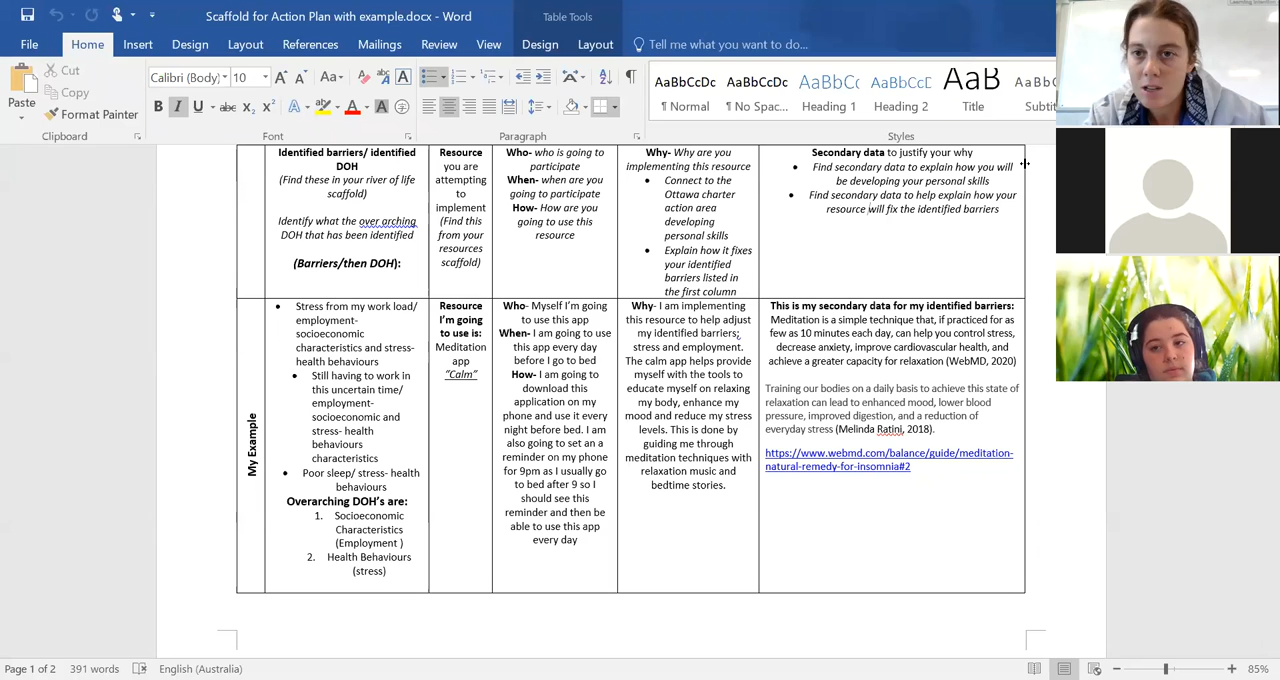 Scaffold for Action Plan with example.docx - Word
Table Tools
File Home Insert Design Layout References Mailings Review View Design Layout Tell me what you want to do...
Paste
Cut
Copy
Format Painter
Clipboard
Calibri (Body) 10
Font
Paragraph
AaBbCcDc AaBbCcDc AaBbC AaBbCcD AaB AaBbCc
¶ Normal ¶ No Spac... Heading 1 Heading 2 Title
Styles
Identified barriers/ identified
DOH
(Find these in your river of life
scaffold)
Identify what the over arching
DOH that has been identified
(Barriers/then DOH):
Resource
you are
attempting
to
implement
(Find this
from your
resources
scaffold)
Who- who is going to
participate
When- when are you
going to participate
How- How are you
going to use this
resource
Why- Why are you
implementing this resource
• Connect to the
Ottawa charter
action area
developing
personal skills
• Explain how it fixes
your identified
barriers listed in
the first column
Secondary data to justify your why
• Find secondary data to explain how you will
be developing your personal skills
• Find secondary data to help explain how your
resource will fix the identified barriers
My Example
• Stress from my work load/
employment-
socioeconomic
characteristics and stress-
health behaviours
• Still having to work in
this uncertain time/
employment-
socioeconomic and
stress- health
behaviours
characteristics
• Poor sleep/ stress- health
behaviours
Overarching DOH's are:
1. Socioeconomic
Characteristics
(Employment )
2. Health Behaviours
(stress)
Resource
I'm going
to use is:
Meditation
app
"Calm"
Who- Myself I'm going
to use this app
When- I am going to use
this app every day
before I go to bed
How- I am going to
download this
application on my
phone and use it every
night before bed. I am
also going to set an a
reminder on my phone
for 9pm as I usually go
to bed after 9 so I
should see this
reminder and then be
able to use this app
every day
Why- I am implementing
this resource to help adjust
my identified barriers;
stress and employment.
The calm app helps provide
myself with the tools to
educate myself on relaxing
my body, enhance my
mood and reduce my stress
levels. This is done by
guiding me through
meditation techniques with
relaxation music and
bedtime stories.
This is my secondary data for my identified barriers:
Meditation is a simple technique that, if practiced for as
few as 10 minutes each day, can help you control stress,
decrease anxiety, improve cardiovascular health, and
achieve a greater capacity for relaxation (WebMD, 2020)
Training our bodies on a daily basis to achieve this state of
relaxation can lead to enhanced mood, lower blood
pressure, improved digestion, and a reduction of
everyday stress (Melinda Ratini, 2018).
https://www.webmd.com/balance/guide/meditation-
natural-remedy-for-insomnia#2
Page 1 of 2 391 words English (Australia) 85%